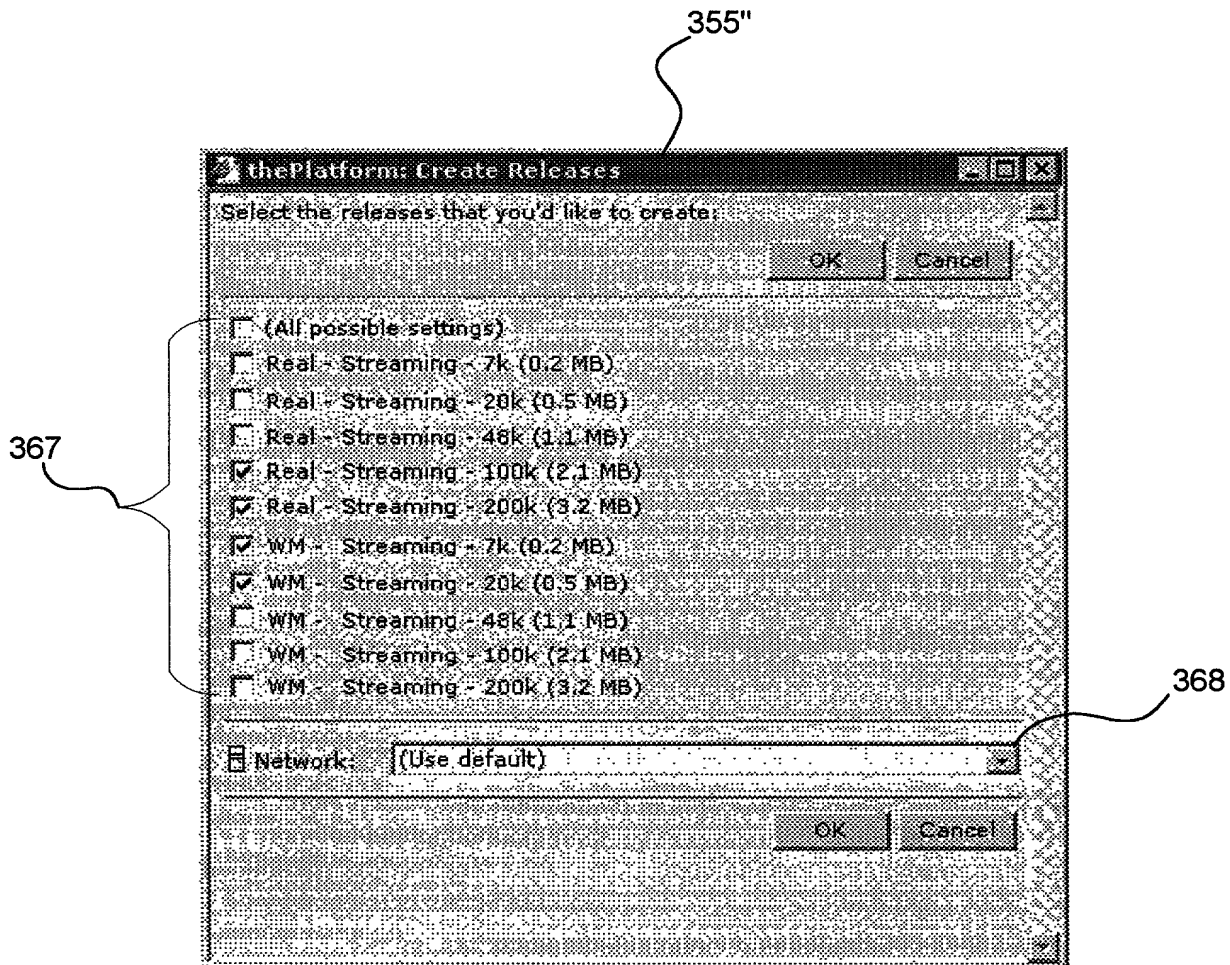 355"
thePlatform: Create Releases
Select the releases that you'd like to create:
OK Cancel
(All possible settings)
Real - Streaming - 7k (0.2 MB)
Real - Streaming - 20k (0.5 MB)
Real - Streaming - 48k (1.1 MB)
367
Real - Streaming - 100k (2.1 MB)
Real - Streaming - 200k (3.2 MB)
WM - Streaming - 7k (0.2 MB)
WM - Streaming - 20k (0.5 MB)
WM - Streaming - 48k (1.1 MB)
WM - Streaming - 100k (2.1 MB)
WM - Streaming - 200k (3.2 MB)
368
Network: (Use default)
OK Cancel